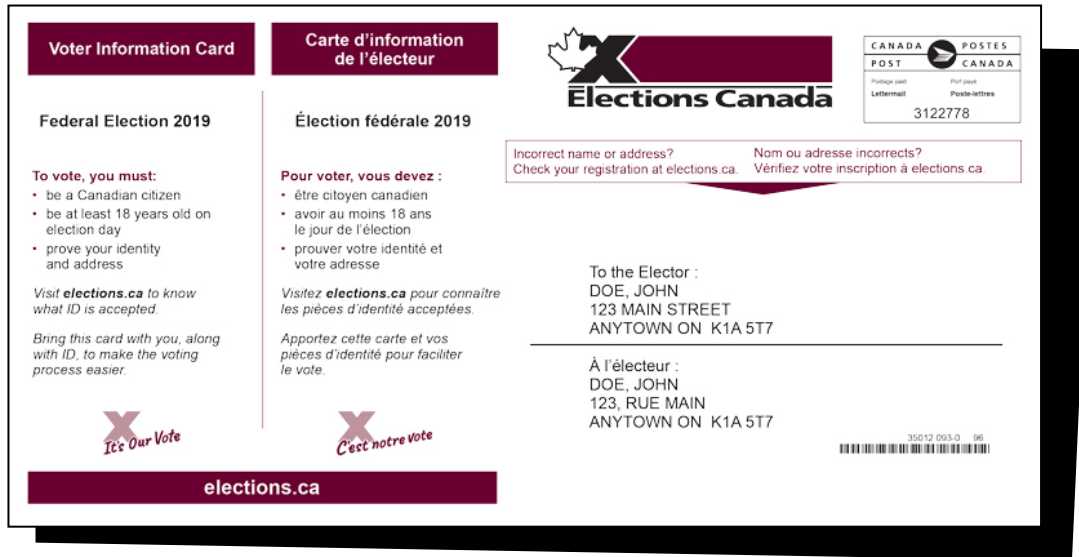 Voter Information Card
Federal Election 2019
To vote, you must:
• be a Canadian citizen
• be at least 18 years old on
election day
• prove your identity
and address
Visit elections.ca to know
what ID is accepted.
Bring this card with you, along
with ID, to make the voting
process easier.
It's Our Vote
Carte d'information
de l'électeur
Élection fédérale 2019
Pour voter, vous devez :
• être citoyen canadien
• avoir au moins 18 ans
le jour de l'élection
• prouver votre identité et
votre adresse
Visitez elections.ca pour connaître
les pièces d'identité acceptées.
Apportez cette carte et vos
pièces d'identité pour faciliter
le vote.
C'est notre vote
elections.ca
Elections Canada
CANADA POSTES
POST CANADA
Postage paid Port payé
Lettermail Poste-lettres
3122778
Incorrect name or address?
Check your registration at elections.ca.
Nom ou adresse incorrects?
Vérifiez votre inscription à elections.ca.
To the Elector :
DOE, JOHN
123 MAIN STREET
ANYTOWN ON K1A 5T7
À l'électeur :
DOE, JOHN
123, RUE MAIN
ANYTOWN ON K1A 5T7
35012 093-0 96